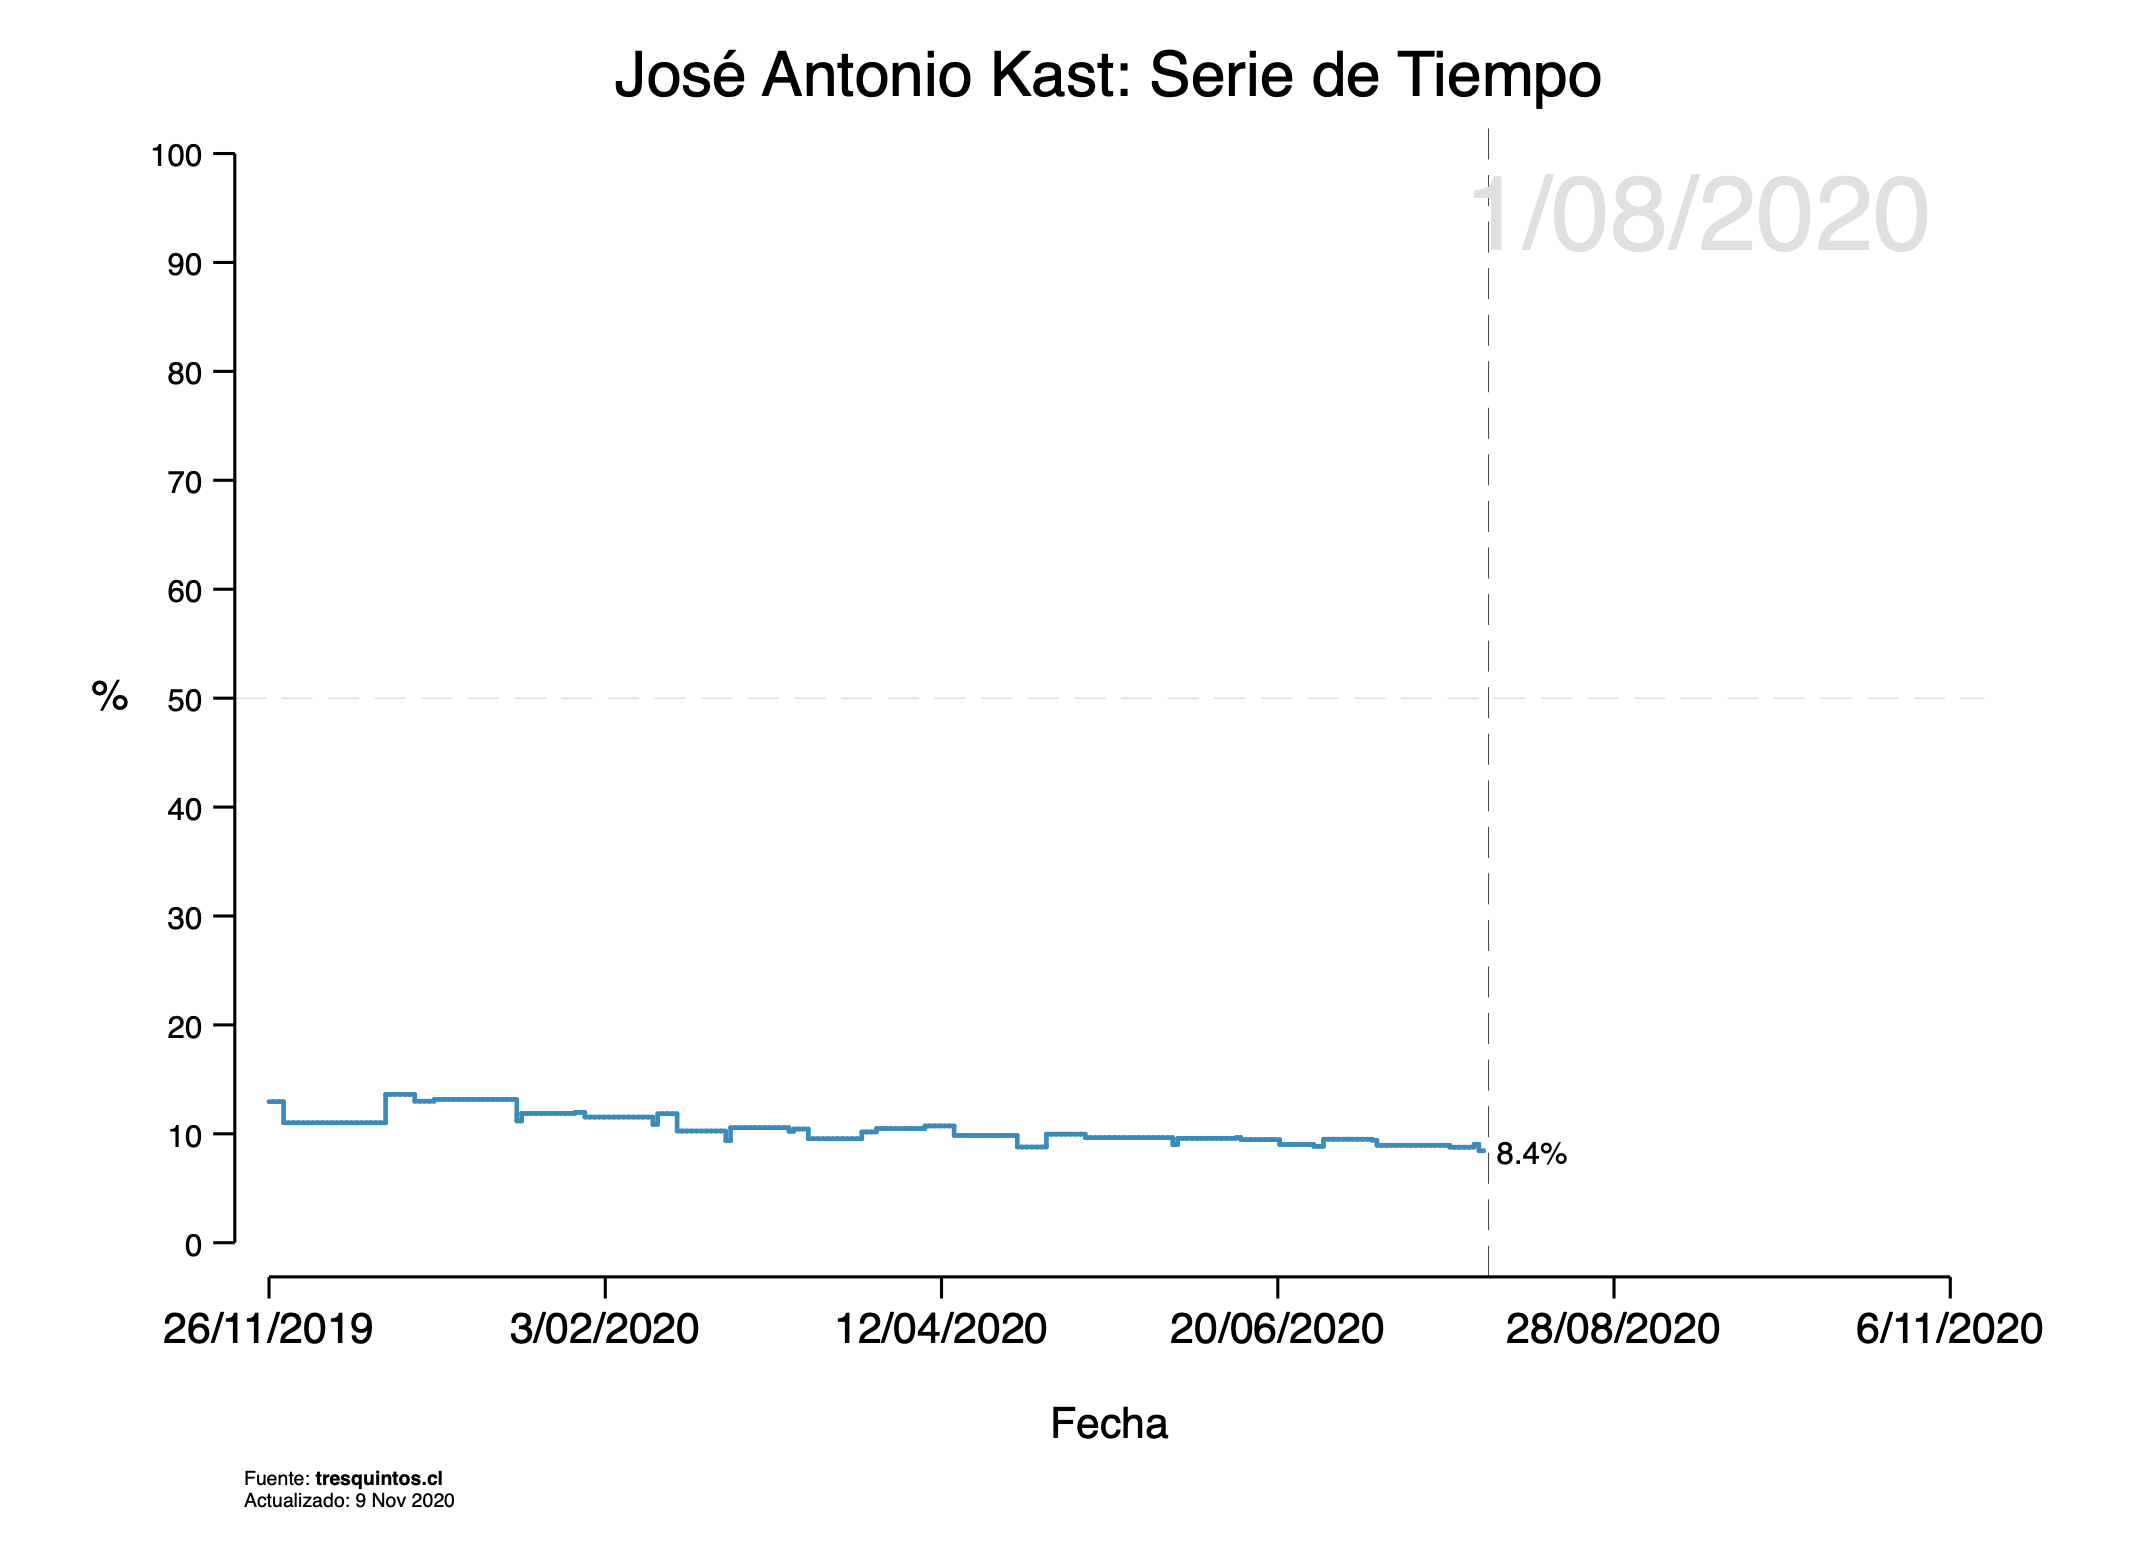 José Antonio Kast: Serie de Tiempo
1/08/2020
100
90
80
70
60
50
40
30
20
10
0
%
8.4%
26/11/2019 3/02/2020 12/04/2020 20/06/2020 28/08/2020 6/11/2020
Fecha
Fuente: tresquintos.cl
Actualizado: 9 Nov 2020